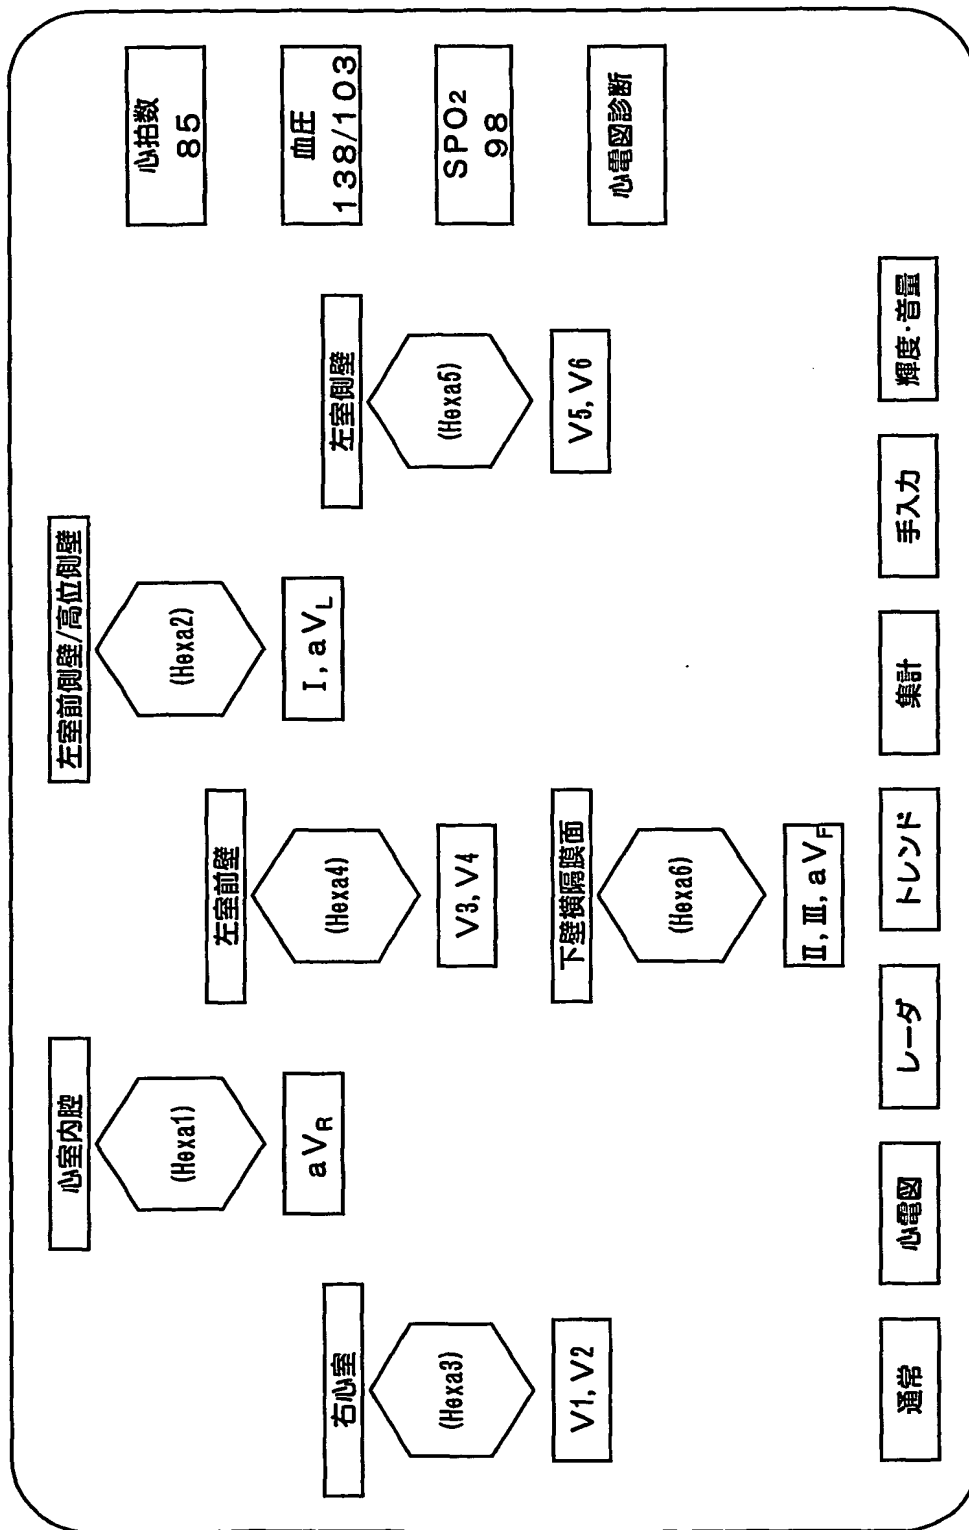 心室内腔
(Hexa1)
aVR
左室前側壁/高位側壁
(Hexa2)
I, aVL
右心室
(Hexa3)
V1, V2
左室前壁
(Hexa4)
V3, V4
左室側壁
(Hexa5)
V5, V6
下壁横隔膜面
(Hexa6)
II, III, aVF
心拍数
85
血圧
138/103
SPO2
98
心電図診断
通常
心電図
レーダ
トレンド
集計
手入力
輝度・音量